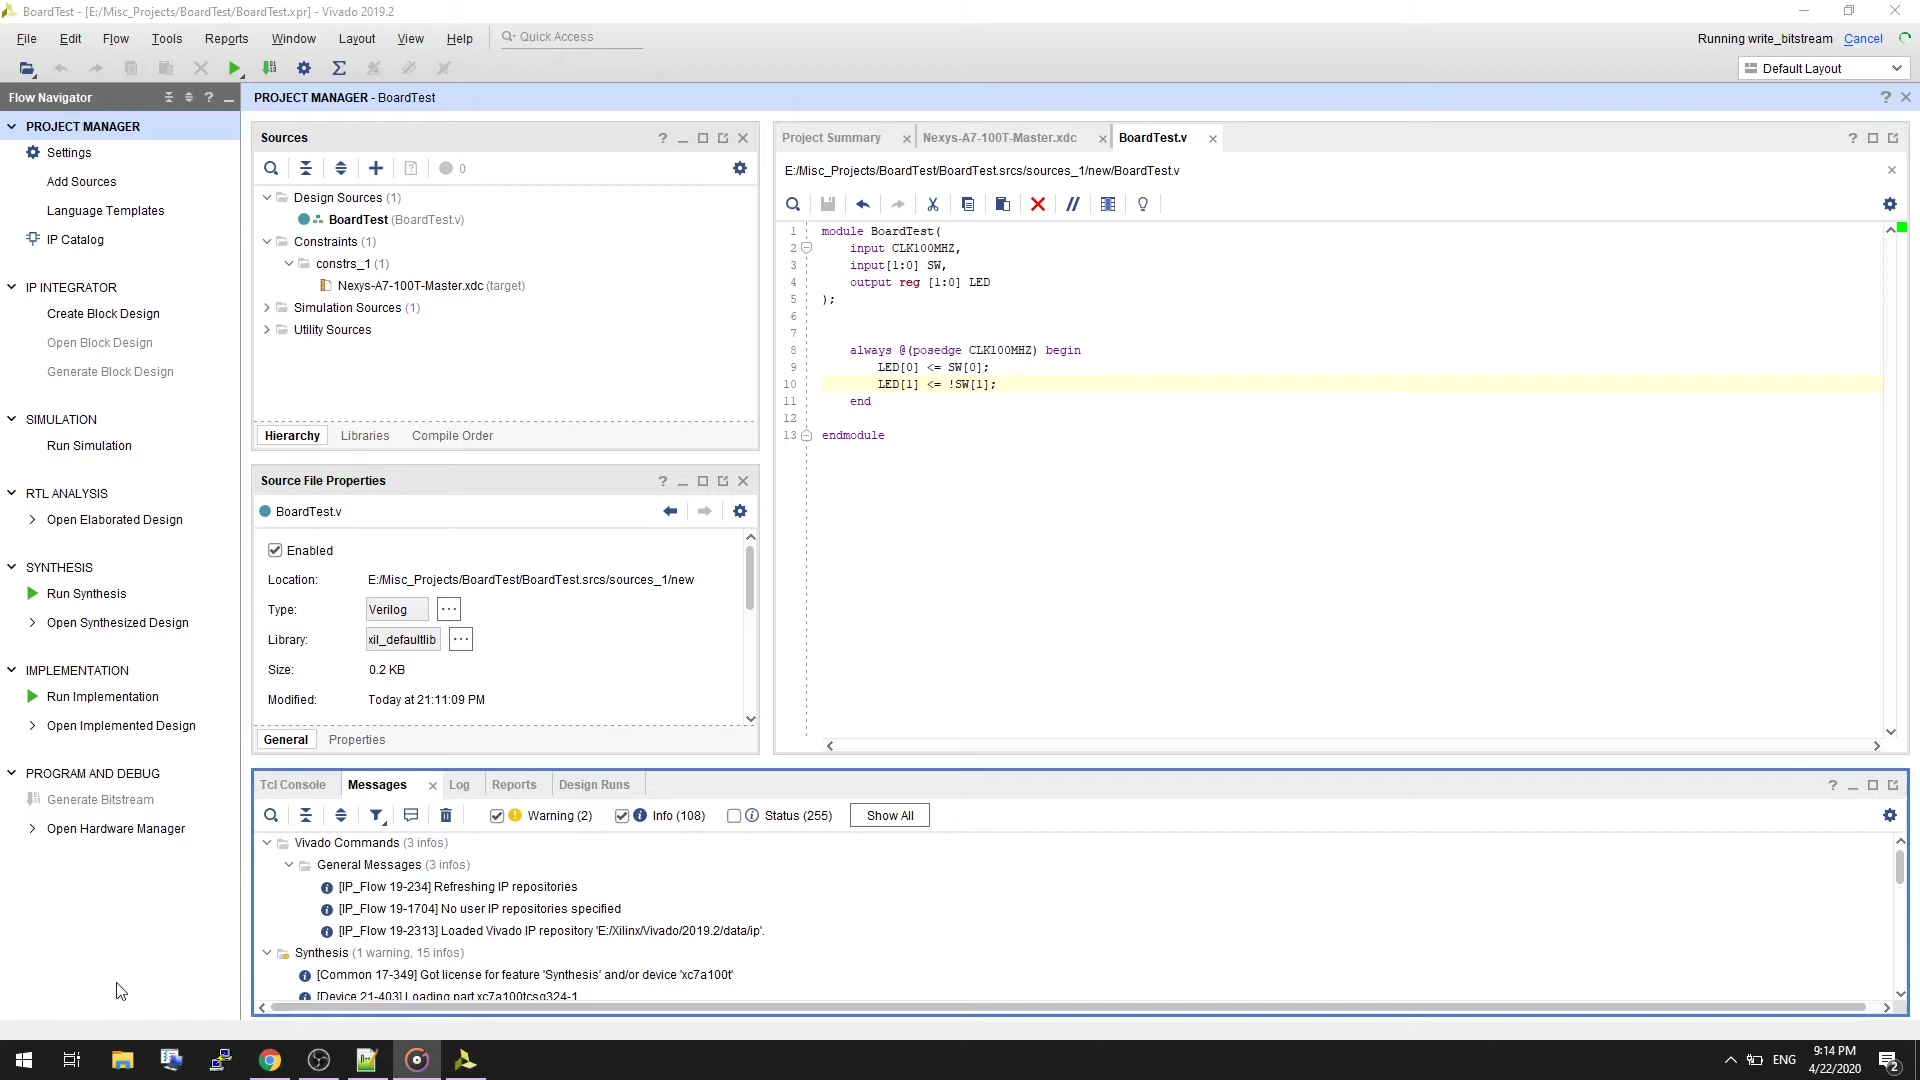 BoardTest - [E:/Misc_Projects/BoardTest/BoardTest.xpr] - Vivado 2019.2
File Edit Flow Tools Reports Window Layout View Help Quick Access
Running write_bitstream Cancel
Default Layout
Flow Navigator
PROJECT MANAGER - BoardTest
PROJECT MANAGER
Settings
Add Sources
Language Templates
IP Catalog
IP INTEGRATOR
Create Block Design
Open Block Design
Generate Block Design
SIMULATION
Run Simulation
RTL ANALYSIS
Open Elaborated Design
SYNTHESIS
Run Synthesis
Open Synthesized Design
IMPLEMENTATION
Run Implementation
Open Implemented Design
PROGRAM AND DEBUG
Generate Bitstream
Open Hardware Manager
Sources
0
Design Sources (1)
BoardTest (BoardTest.v)
Constraints (1)
constrs_1 (1)
Nexys-A7-100T-Master.xdc (target)
Simulation Sources (1)
Utility Sources
Hierarchy Libraries Compile Order
Source File Properties
BoardTest.v
Enabled
Location: E:/Misc_Projects/BoardTest/BoardTest.srcs/sources_1/new
Type: Verilog
Library: xil_defaultlib
Size: 0.2 KB
Modified: Today at 21:11:09 PM
General Properties
Project Summary Nexys-A7-100T-Master.xdc BoardTest.v
E:/Misc_Projects/BoardTest/BoardTest.srcs/sources_1/new/BoardTest.v
1 module BoardTest(
2 input CLK100MHZ,
3 input[1:0] SW,
4 output reg [1:0] LED
5 );
6
7
8 always @(posedge CLK100MHZ) begin
9 LED[0] <= SW[0];
10 LED[1] <= !SW[1];
11 end
12
13 endmodule
Tcl Console Messages Log Reports Design Runs
Warning (2) Info (108) Status (255) Show All
Vivado Commands (3 infos)
General Messages (3 infos)
[IP_Flow 19-234] Refreshing IP repositories
[IP_Flow 19-1704] No user IP repositories specified
[IP_Flow 19-2313] Loaded Vivado IP repository 'E:/Xilinx/Vivado/2019.2/data/ip'.
Synthesis (1 warning, 15 infos)
[Common 17-349] Got license for feature 'Synthesis' and/or device 'xc7a100t'
[Device 21-403] Loading part xc7a100tcsg324-1
ENG
9:14 PM
4/22/2020
2